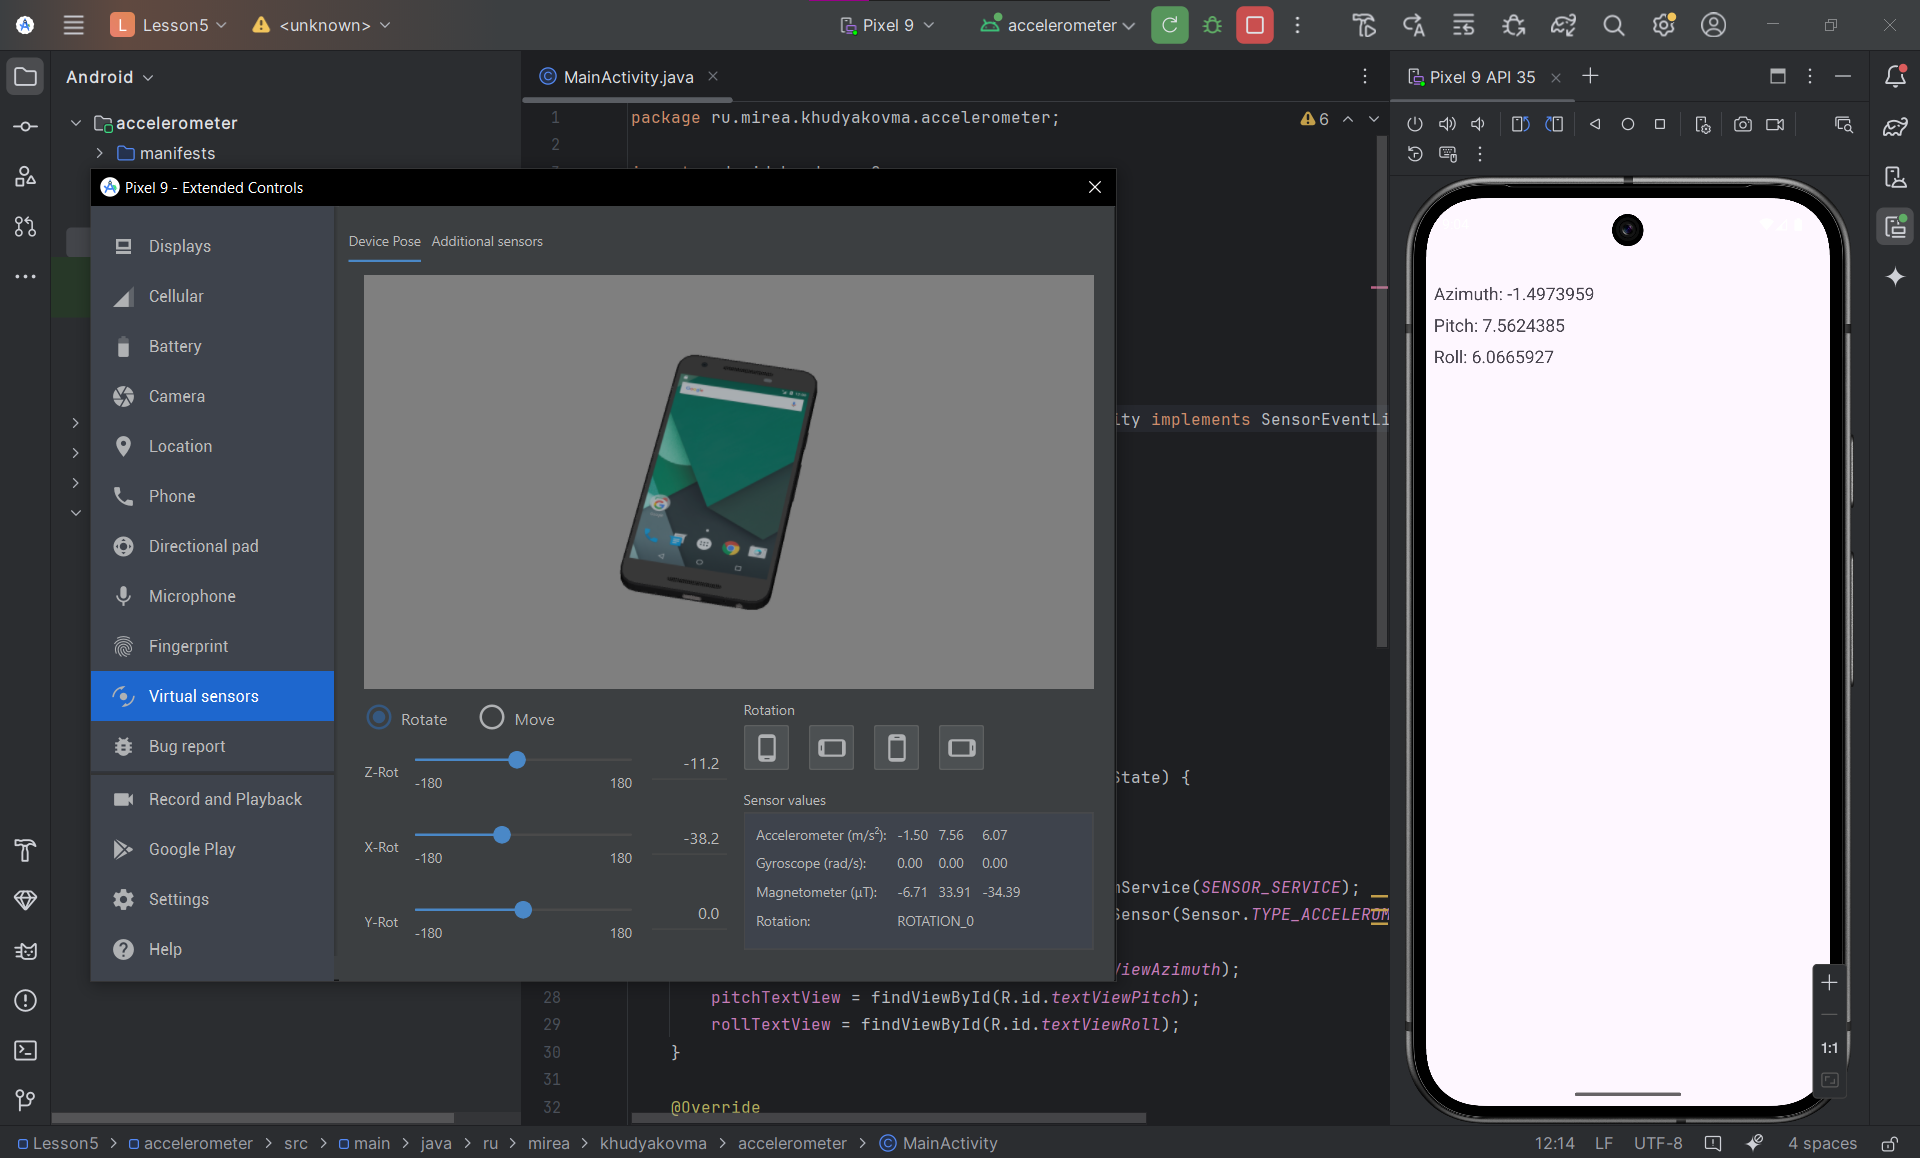 L Lesson5 <unknown> Pixel 9 accelerometer
Android
MainActivity.java
Pixel 9 API 35
accelerometer
manifests
1 package ru.mirea.khudyakovma.accelerometer;
6
2
Pixel 9 - Extended Controls
Displays
Cellular
Battery
Camera
Location
Phone
Directional pad
Microphone
Fingerprint
Virtual sensors
Bug report
Record and Playback
Google Play
Settings
Help
Device Pose Additional sensors
Rotate Move
Z-Rot -180 180 -11.2
X-Rot -180 180 -38.2
Y-Rot -180 180 0.0
Rotation
Sensor values
Accelerometer (m/s²): -1.50 7.56 6.07
Gyroscope (rad/s): 0.00 0.00 0.00
Magnetometer (µT): -6.71 33.91 -34.39
Rotation: ROTATION_0
ity implements SensorEventLi
State) {
mService(SENSOR_SERVICE);
Sensor(Sensor.TYPE_ACCELEROM
ViewAzimuth);
28 pitchTextView = findViewById(R.id.textViewPitch);
29 rollTextView = findViewById(R.id.textViewRoll);
30 }
31
32 @Override
Azimuth: -1.4973959
Pitch: 7.5624385
Roll: 6.0665927
1:1
Lesson5 > accelerometer > src > main > java > ru > mirea > khudyakovma > accelerometer > MainActivity
12:14 LF UTF-8 4 spaces